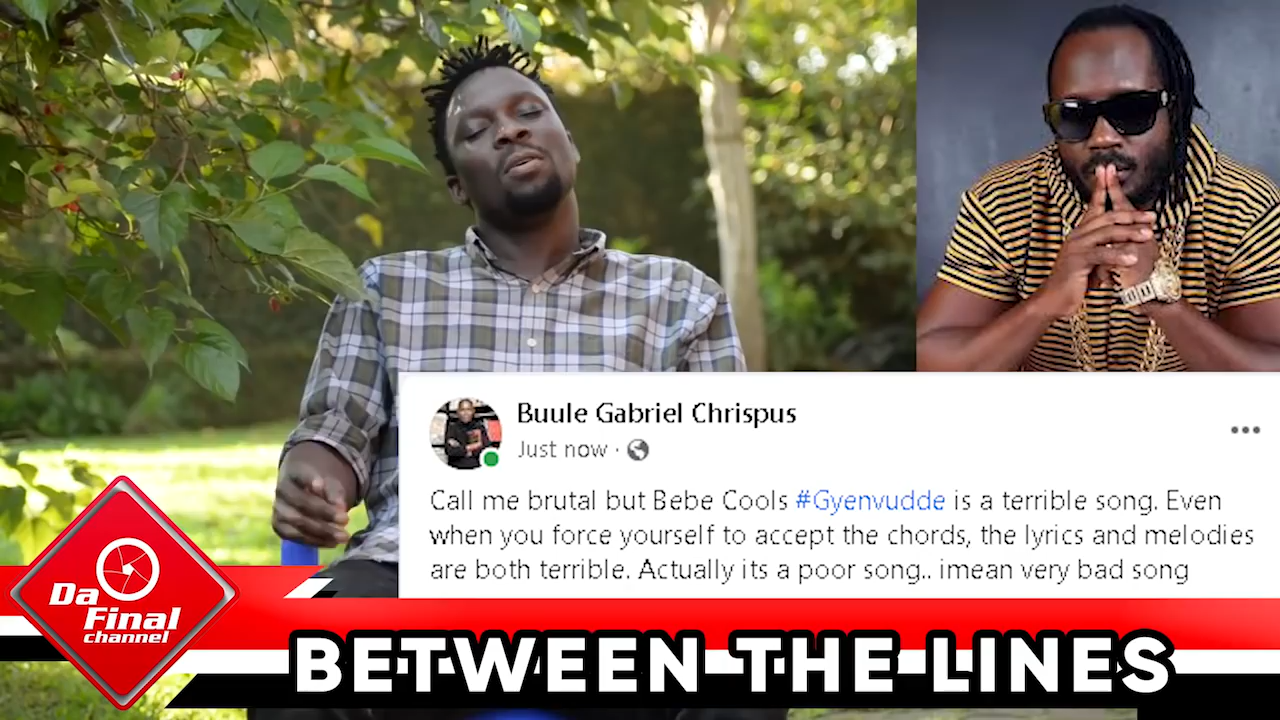 Buule Gabriel Chrispus
Just now ·
Call me brutal but Bebe Cools #Gyenvudde is a terrible song. Even
when you force yourself to accept the chords, the lyrics and melodies
are both terrible. Actually its a poor song.. imean very bad song
Da
Final
channel
BETWEEN THE LINES